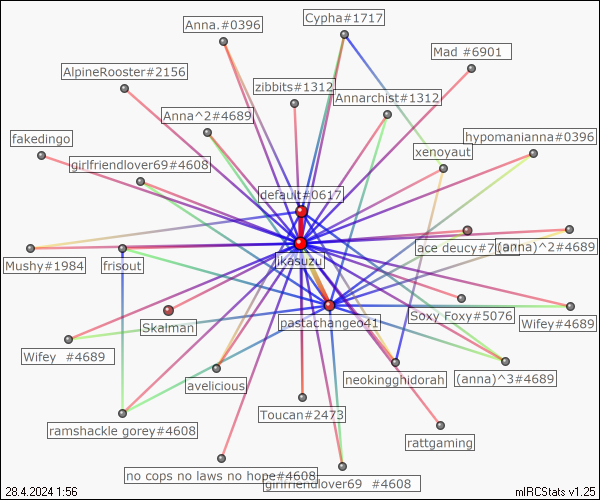 Anna.#0396
Cypha#1717
Mad #6901
AlpineRooster#2156
zibbits#1312
Annarchist#1312
Anna^2#4689
fakedingo
hypomanianna#0396
xenoyaut
girlfriendlover69#4608
default#0617
Mushy#1984
frisout
ikasuzu
ace deucy#7
(anna)^2#4689
Skalman
pastachangeo41
Soxy Foxy#5076
Wifey#4689
Wifey #4689
avelicious
neokingghidorah
(anna)^3#4689
ramshackle gorey#4608
Toucan#2473
rattgaming
no cops no laws no hope#4608
girlfriendlover69 #4608
28.4.2024 1:56
mIRCStats v1.25